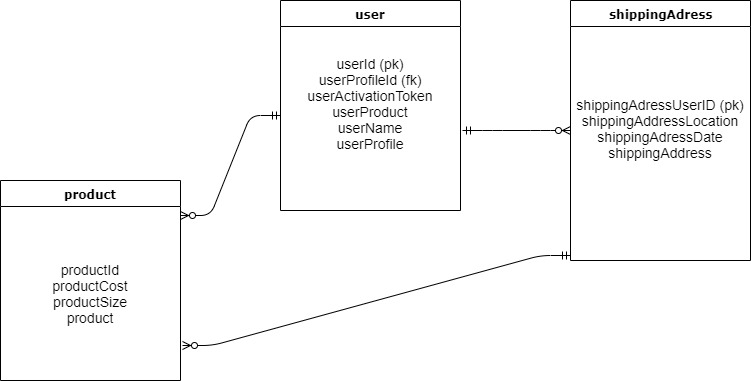 user
userId (pk)
userProfileId (fk)
userActivationToken
userProduct
userName
userProfile
shippingAdress
shippingAdressUserID (pk)
shippingAddressLocation
shippingAdressDate
shippingAddress
product
productId
productCost
productSize
product